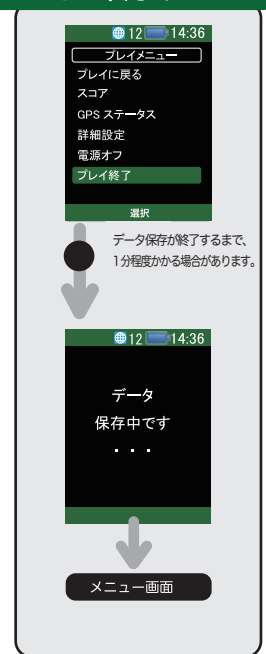 12 14:36
プレイメニュー
プレイに戻る
スコア
GPS ステータス
詳細設定
電源オフ
プレイ終了
選択
データ保存が終了するまで、
1分程度かかる場合があります。
12 14:36
データ
保存中です
・・・
メニュー画面